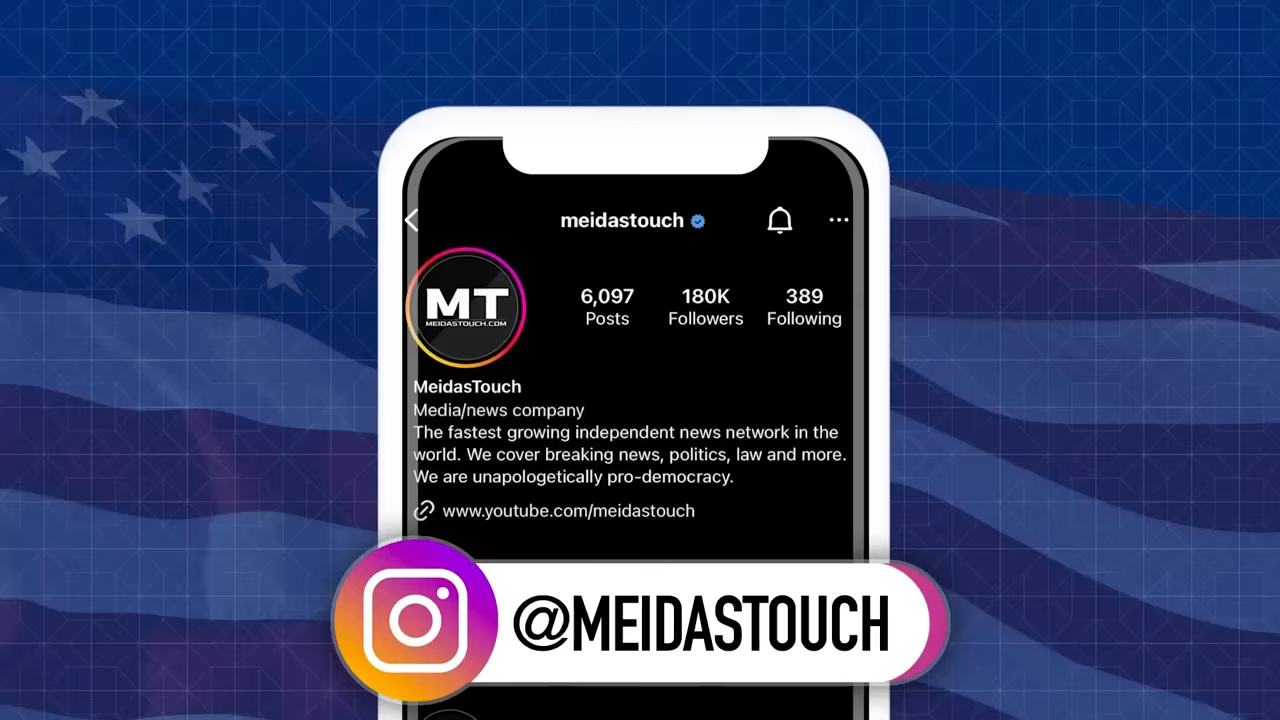 meidastouch
MT
MEIDASTOUCH.COM
6,097 180K 389
Posts Followers Following
MeidasTouch
Media/news company
The fastest growing independent news network in the
world. We cover breaking news, politics, law and more.
We are unapologetically pro-democracy.
www.youtube.com/meidastouch
@MEIDASTOUCH